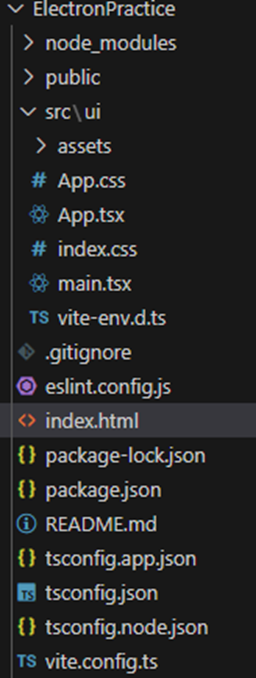 ElectronPractice
node_modules
public
src\ui
assets
# App.css
App.tsx
# index.css
main.tsx
TS vite-env.d.ts
.gitignore
eslint.config.js
<> index.html
{} package-lock.json
{} package.json
README.md
{} tsconfig.app.json
TS tsconfig.json
{} tsconfig.node.json
TS vite.config.ts